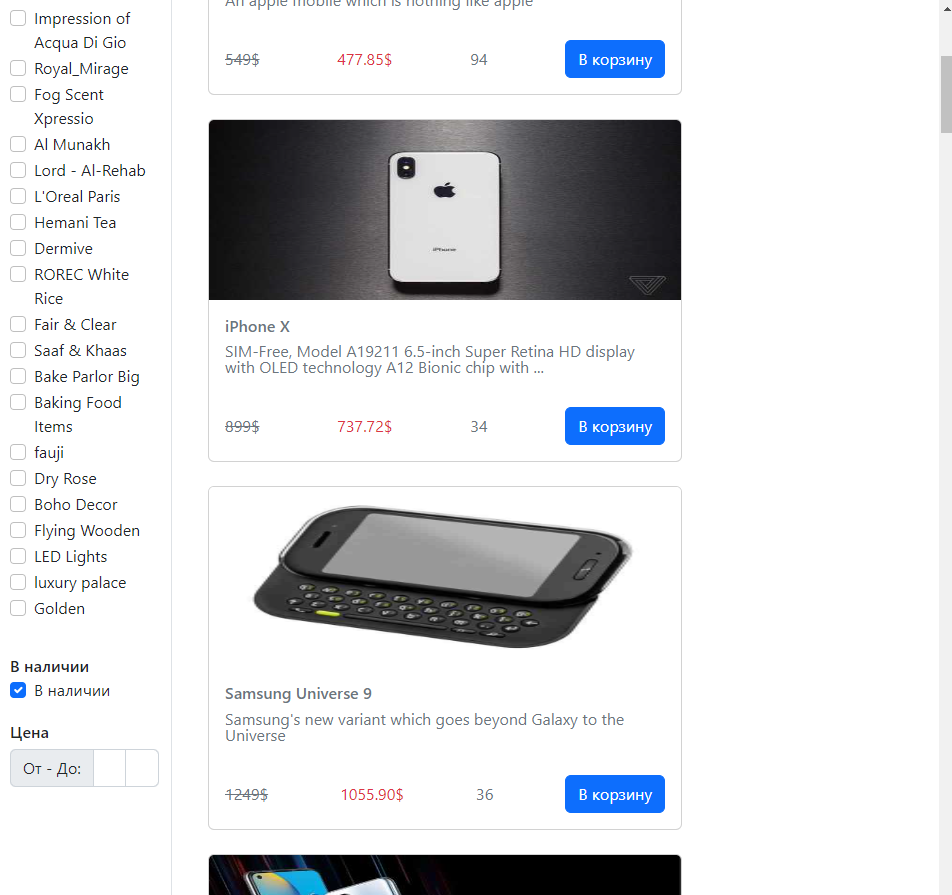 Impression of
Acqua Di Gio
Royal_Mirage
Fog Scent
Xpressio
Al Munakh
Lord - Al-Rehab
L'Oreal Paris
Hemani Tea
Dermive
ROREC White
Rice
Fair & Clear
Saaf & Khaas
Bake Parlor Big
Baking Food
Items
fauji
Dry Rose
Boho Decor
Flying Wooden
LED Lights
luxury palace
Golden
В наличии
В наличии
Цена
От - До:
An apple mobile which is nothing like apple
549$ 477.85$ 94 В корзину
iPhone
iPhone X
SIM-Free, Model A19211 6.5-inch Super Retina HD display
with OLED technology A12 Bionic chip with ...
899$ 737.72$ 34 В корзину
Samsung Universe 9
Samsung's new variant which goes beyond Galaxy to the
Universe
1249$ 1055.90$ 36 В корзину